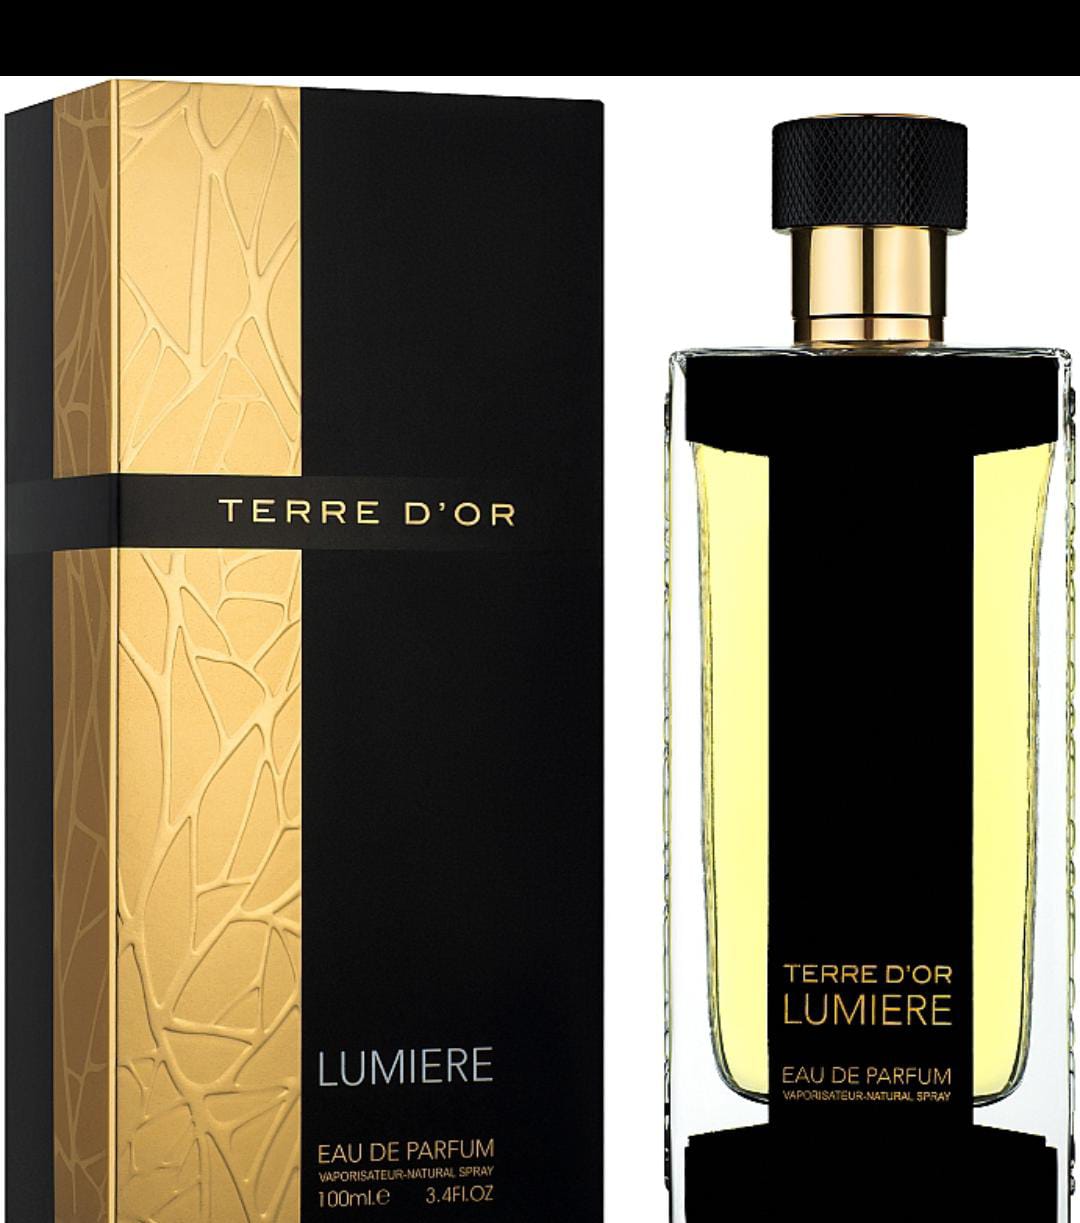 TERRE D'OR
LUMIERE
EAU DE PARFUM
VAPORISATEUR-NATURAL SPRAY
100ml.e 3.4Fl.OZ
TERRE D'OR
LUMIERE
EAU DE PARFUM
VAPORISATEUR-NATURAL SPRAY